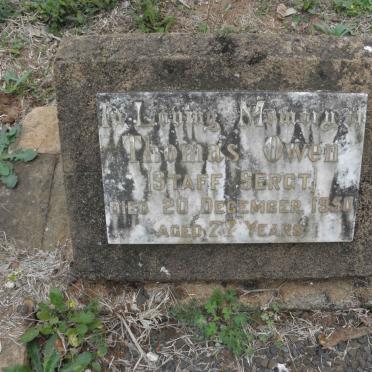 In Loving Memory of
Thomas Owen
(STAFF SERGT.)
DIED 20 DECEMBER 1950
AGED 77 YEARS